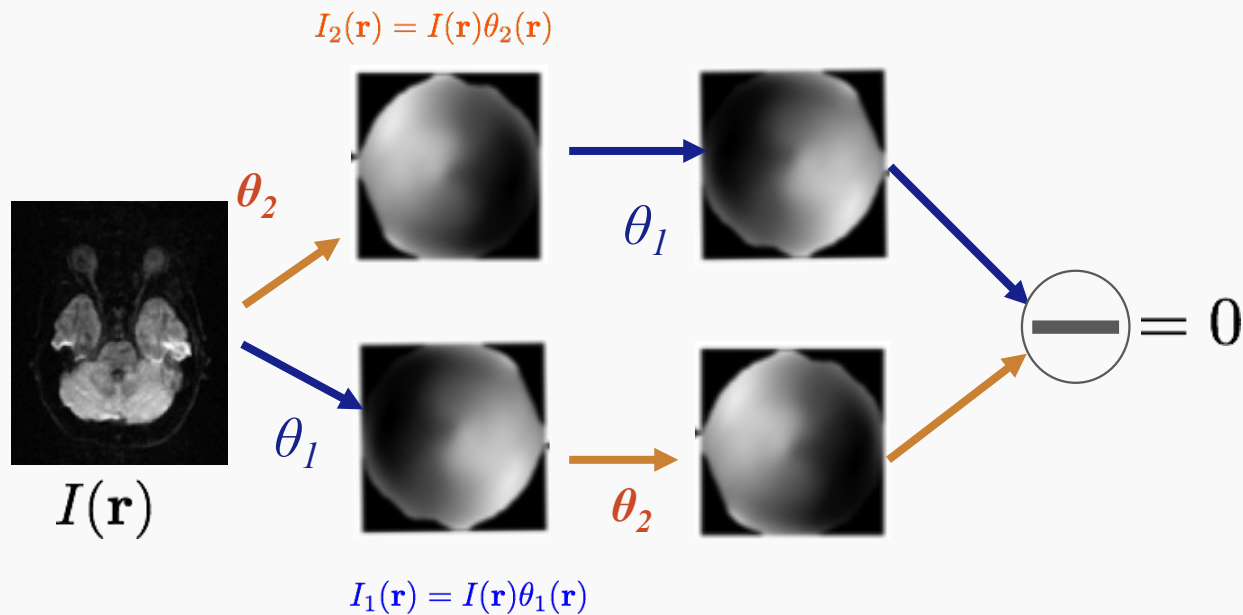 I₂(𝐫) = I(𝐫)θ₂(𝐫)
θ₂
θ₁
= 0
θ₁
θ₂
I(𝐫)
I₁(𝐫) = I(𝐫)θ₁(𝐫)